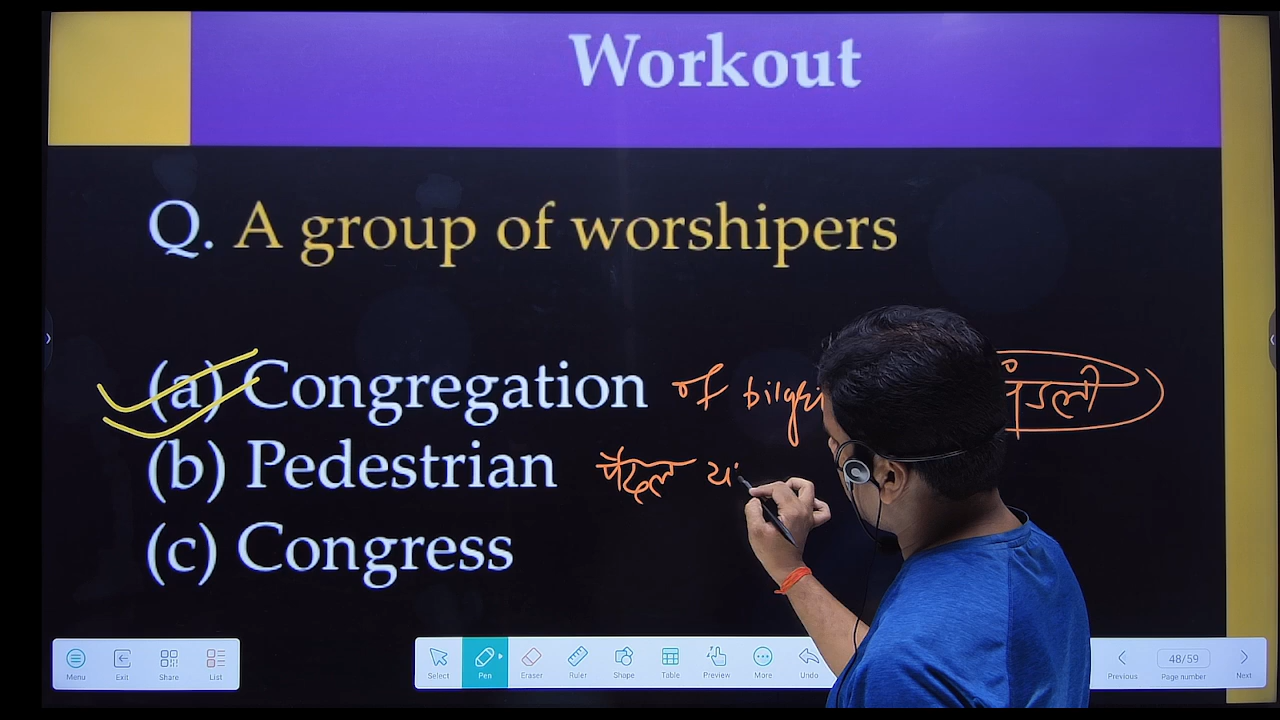 Workout
Q. A group of worshipers
(a) Congregation of
(b) Pedestrian पैदल
(c) Congress
Menu Exit Share List Select Pen Eraser Ruler Shape Table Preview More Undo Previous 48/59 Page number Next